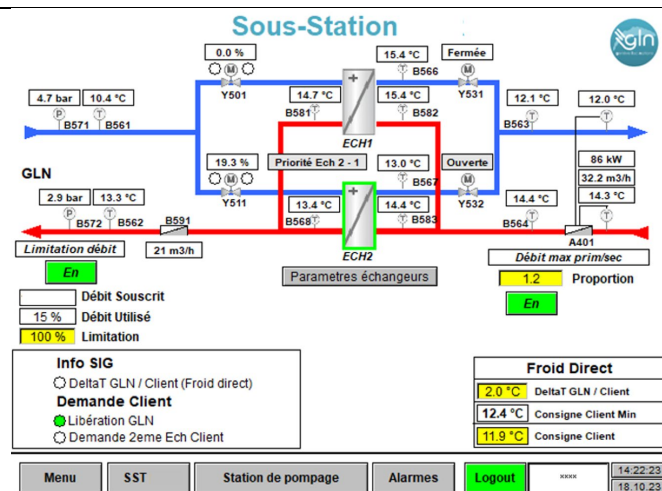 Sous-Station
gln
0.0 %
M
Y501
15.4 °C
T B566
Fermée
M
Y531
4.7 bar
10.4 °C
P
T
B571
B561
14.7 °C
B581 T
15.4 °C
T B582
ECH1
12.1 °C
T
B563
12.0 °C
T
GLN
19.3 %
M
Y511
Priorité Ech 2 - 1
13.0 °C
T B567
Ouverte
M
Y532
86 kW
32.2 m3/h
14.3 °C
T
A401
2.9 bar
13.3 °C
P
T
B572
B562
B591
21 m3/h
13.4 °C
B568 T
14.4 °C
T B583
ECH2
14.4 °C
B564 T
Limitation débit
En
Parametres échangeurs
Débit max prim/sec
1.2 Proportion
En
Débit Souscrit
15 % Débit Utilisé
100 % Limitation
Info SIG
DeltaT GLN / Client (Froid direct)
Demande Client
Libération GLN
Demande 2eme Ech Client
Froid Direct
2.0 °C DeltaT GLN / Client
12.4 °C Consigne Client Min
11.9 °C Consigne Client
Menu
SST
Station de pompage
Alarmes
Logout
××××
14:22:23
18.10.23